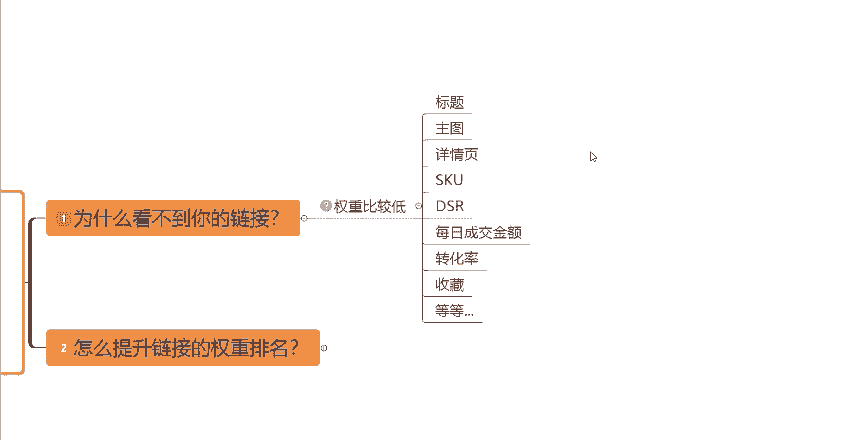 1 为什么看不到你的链接？
? 权重比较低
标题
主图
详情页
SKU
DSR
每日成交金额
转化率
收藏
等等...
2 怎么提升链接的权重排名？